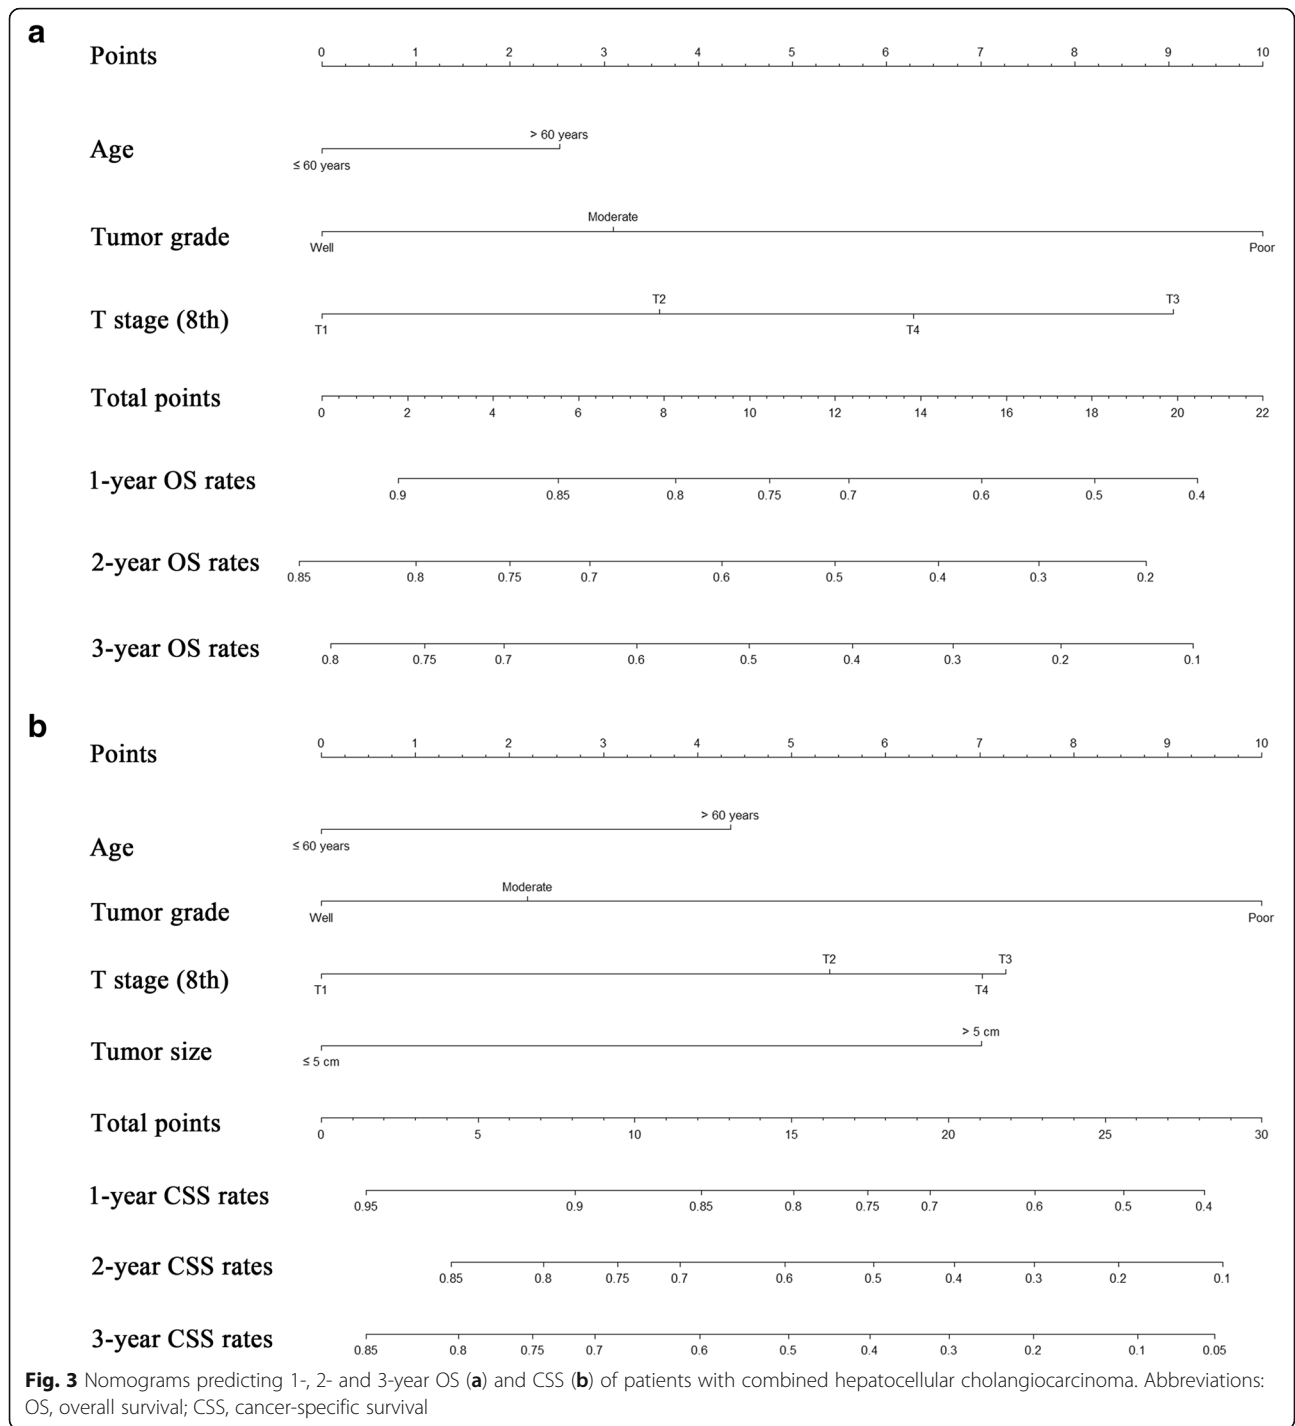 a
Points
0 1 2 3 4 5 6 7 8 9 10
> 60 years
Age
≤ 60 years
Moderate
Tumor grade
Well Poor
T2 T3
T stage (8th)
T1 T4
Total points
0 2 4 6 8 10 12 14 16 18 20 22
1-year OS rates
0.9 0.85 0.8 0.75 0.7 0.6 0.5 0.4
2-year OS rates
0.85 0.8 0.75 0.7 0.6 0.5 0.4 0.3 0.2
3-year OS rates
0.8 0.75 0.7 0.6 0.5 0.4 0.3 0.2 0.1
b
Points
0 1 2 3 4 5 6 7 8 9 10
> 60 years
Age
≤ 60 years
Moderate
Tumor grade
Well Poor
T2 T3
T stage (8th)
T1 T4
> 5 cm
Tumor size
≤ 5 cm
Total points
0 5 10 15 20 25 30
1-year CSS rates
0.95 0.9 0.85 0.8 0.75 0.7 0.6 0.5 0.4
2-year CSS rates
0.85 0.8 0.75 0.7 0.6 0.5 0.4 0.3 0.2 0.1
3-year CSS rates
0.85 0.8 0.75 0.7 0.6 0.5 0.4 0.3 0.2 0.1 0.05
Fig. 3 Nomograms predicting 1-, 2- and 3-year OS (a) and CSS (b) of patients with combined hepatocellular cholangiocarcinoma. Abbreviations:
OS, overall survival; CSS, cancer-specific survival